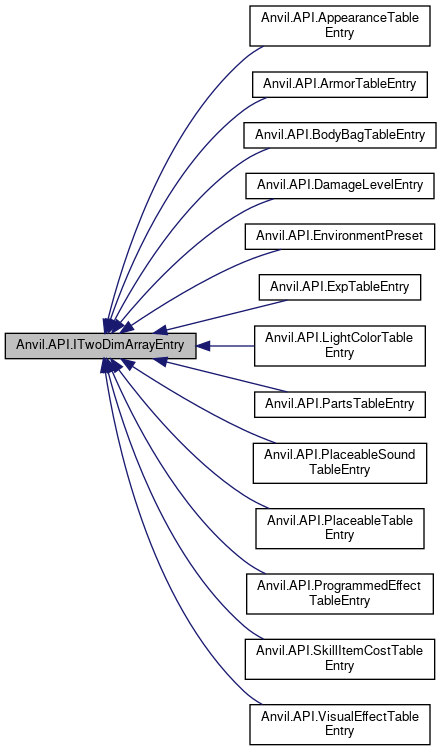 Anvil.API.AppearanceTable
Entry
Anvil.API.ArmorTableEntry
Anvil.API.BodyBagTableEntry
Anvil.API.DamageLevelEntry
Anvil.API.EnvironmentPreset
Anvil.API.ExpTableEntry
Anvil.API.ITwoDimArrayEntry
Anvil.API.LightColorTable
Entry
Anvil.API.PartsTableEntry
Anvil.API.PlaceableSound
TableEntry
Anvil.API.PlaceableTable
Entry
Anvil.API.ProgrammedEffect
TableEntry
Anvil.API.SkillItemCostTable
Entry
Anvil.API.VisualEffectTable
Entry